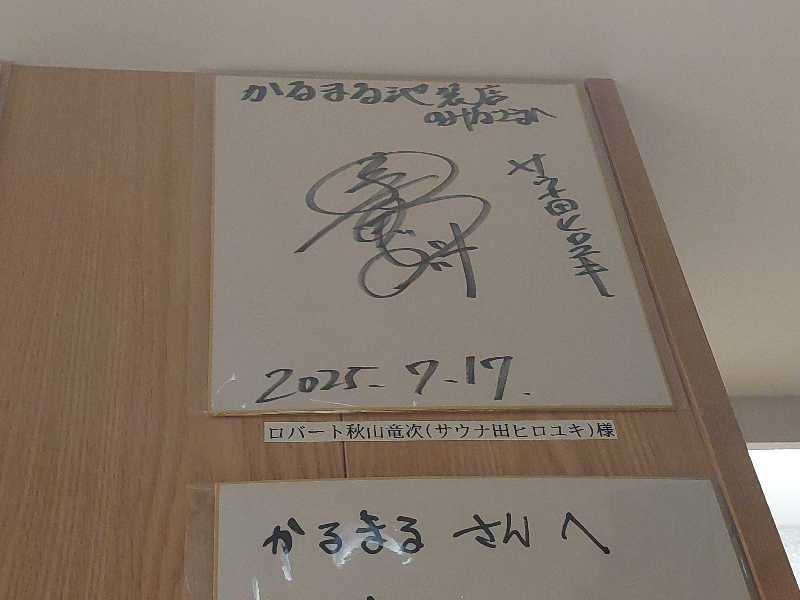 かるまる池袋店
のみなさまへ
サウナ田ヒロユキ
2025.7.17.
ロバート秋山竜次(サウナ田ヒロユキ)様
かるまる さんへ